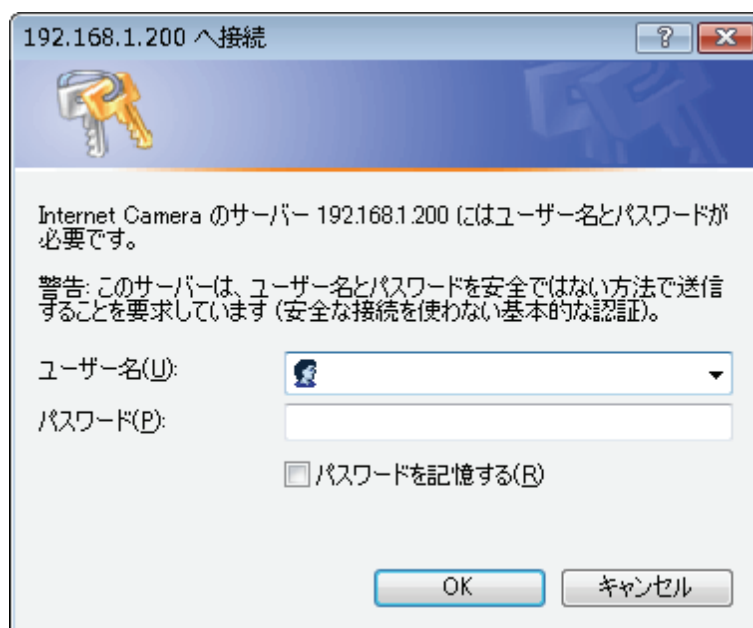 192.168.1.200 へ接続
Internet Camera のサーバー 192.168.1.200 にはユーザー名とパスワードが
必要です。
警告: このサーバーは、ユーザー名とパスワードを安全ではない方法で送信
することを要求しています (安全な接続を使わない基本的な認証)。
ユーザー名(U):
パスワード(P):
パスワードを記憶する(R)
OK
キャンセル